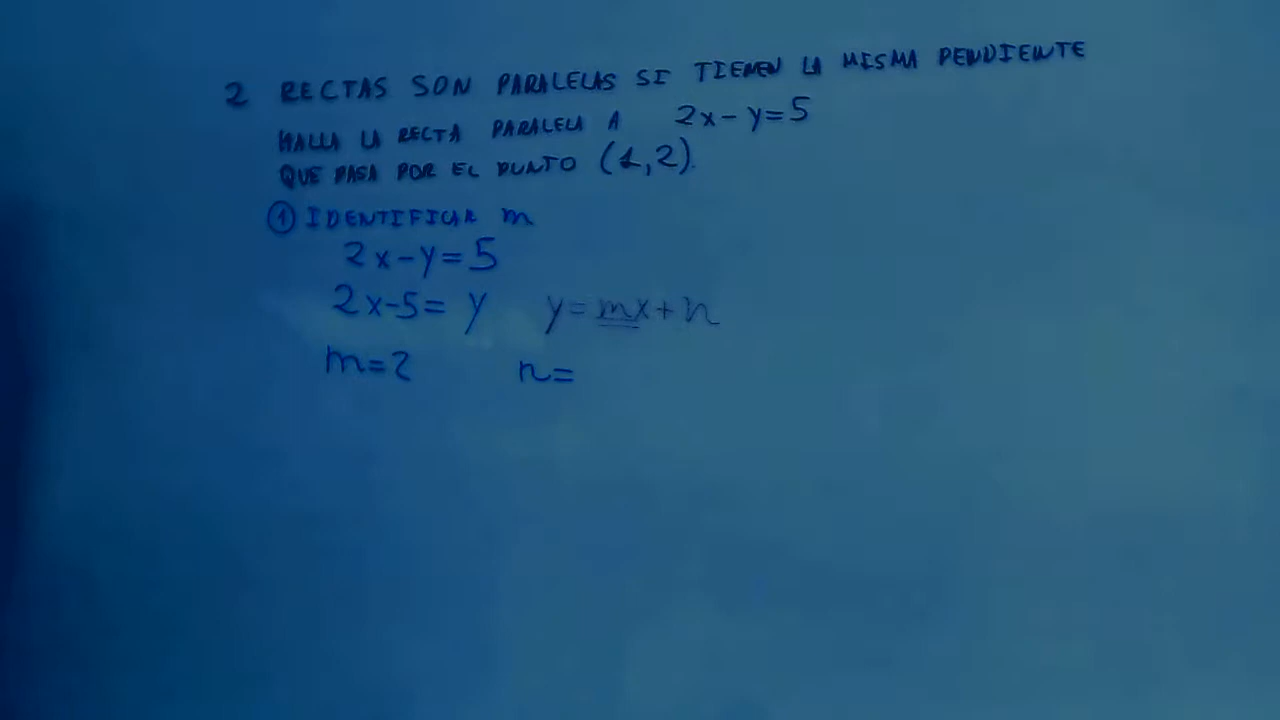 2 RECTAS SON PARALELAS SI TIENEN LA MISMA PENDIENTE
HALLA LA RECTA PARALELA A 2x-y=5
QUE PASA POR EL PUNTO (1,2).
① IDENTIFICAR m
2x-y=5
2x-5=y y=mx+n
m=2 n=